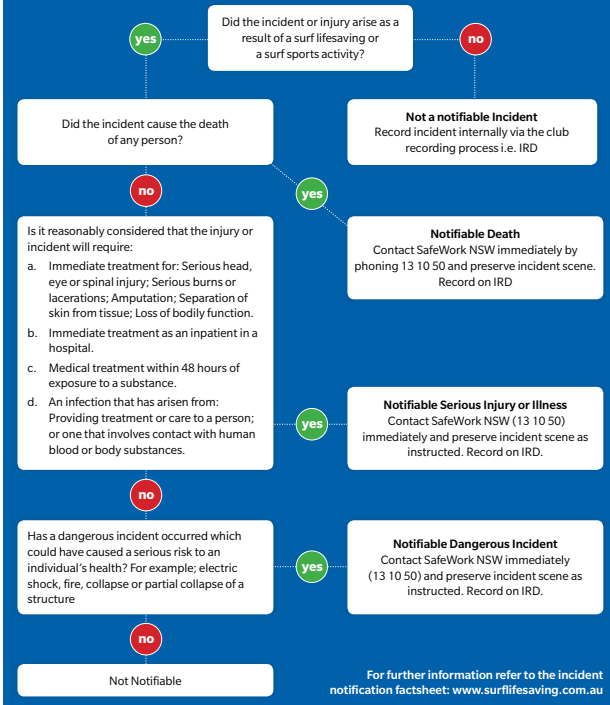 Did the incident or injury arise as a
result of a surf lifesaving or
a surf sports activity?
yes
no
Did the incident cause the death
of any person?
Not a notifiable Incident
Record incident internally via the club
recording process i.e. IRD
no
yes
Notifiable Death
Contact SafeWork NSW immediately by
phoning 13 10 50 and preserve incident scene.
Record on IRD
Is it reasonably considered that the injury or
incident will require:
a. Immediate treatment for: Serious head,
eye or spinal injury; Serious burns or
lacerations; Amputation; Separation of
skin from tissue; Loss of bodily function.
b. Immediate treatment as an inpatient in a
hospital.
c. Medical treatment within 48 hours of
exposure to a substance.
d. An infection that has arisen from:
Providing treatment or care to a person;
or one that involves contact with human
blood or body substances.
yes
Notifiable Serious Injury or Illness
Contact SafeWork NSW (13 10 50)
immediately and preserve incident scene as
instructed. Record on IRD.
no
Has a dangerous incident occurred which
could have caused a serious risk to an
individual's health? For example; electric
shock, fire, collapse or partial collapse of a
structure
yes
Notifiable Dangerous Incident
Contact SafeWork NSW immediately
(13 10 50) and preserve incident scene as
instructed. Record on IRD.
no
Not Notifiable
For further information refer to the incident
notification factsheet: www.surflifesaving.com.au